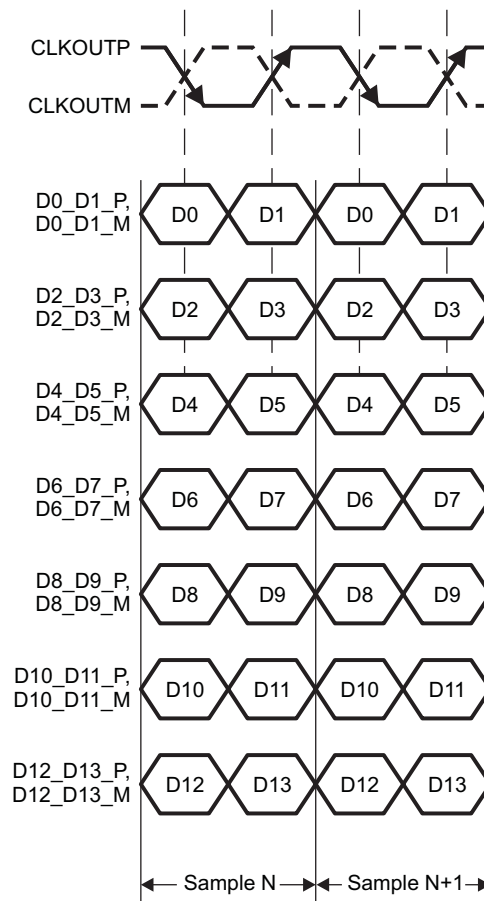 CLKOUTP
CLKOUTM
D0_D1_P,
D0_D1_M
D0 D1 D0 D1
D2_D3_P,
D2_D3_M
D2 D3 D2 D3
D4_D5_P,
D4_D5_M
D4 D5 D4 D5
D6_D7_P,
D6_D7_M
D6 D7 D6 D7
D8_D9_P,
D8_D9_M
D8 D9 D8 D9
D10_D11_P,
D10_D11_M
D10 D11 D10 D11
D12_D13_P,
D12_D13_M
D12 D13 D12 D13
Sample N Sample N+1